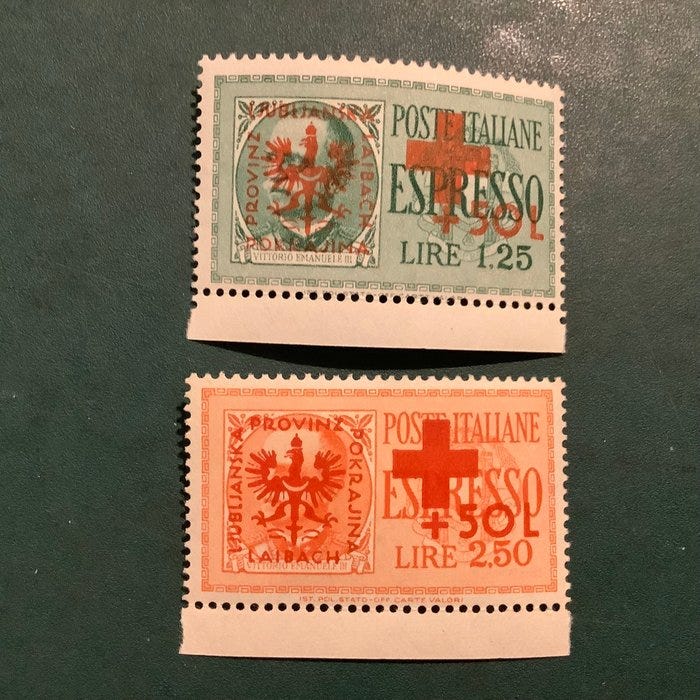 LJUBLJANSKA
PROVINZ
LAIBACH
POKRAJINA
VITTORIO EMANUELE III
POSTE ITALIANE
ESPRESSO
+50L
LIRE 1,25
PROVINZ
LJUBLJANSKA
POKRAJINA
LAIBACH
VITTORIO EMANUELE III
POSTE ITALIANE
ESPRESSO
+50L
LIRE 2,50
IST. POL. STATO-OFF. CARTE VALORI